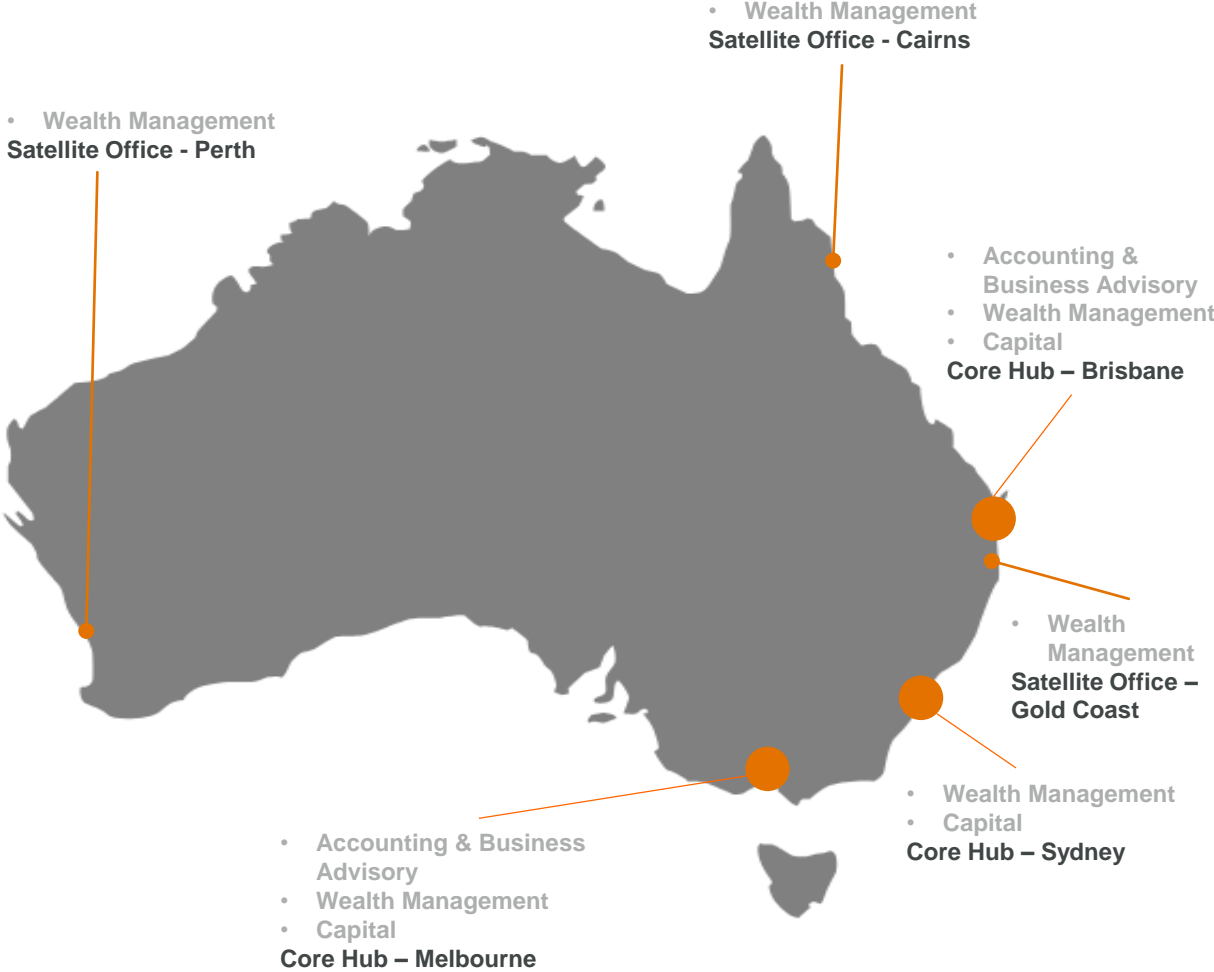 • Wealth Management
Satellite Office - Cairns
• Wealth Management
Satellite Office - Perth
• Accounting &
Business Advisory
• Wealth Management
• Capital
Core Hub – Brisbane
• Wealth
Management
Satellite Office –
Gold Coast
• Wealth Management
• Capital
Core Hub – Sydney
• Accounting & Business
Advisory
• Wealth Management
• Capital
Core Hub – Melbourne